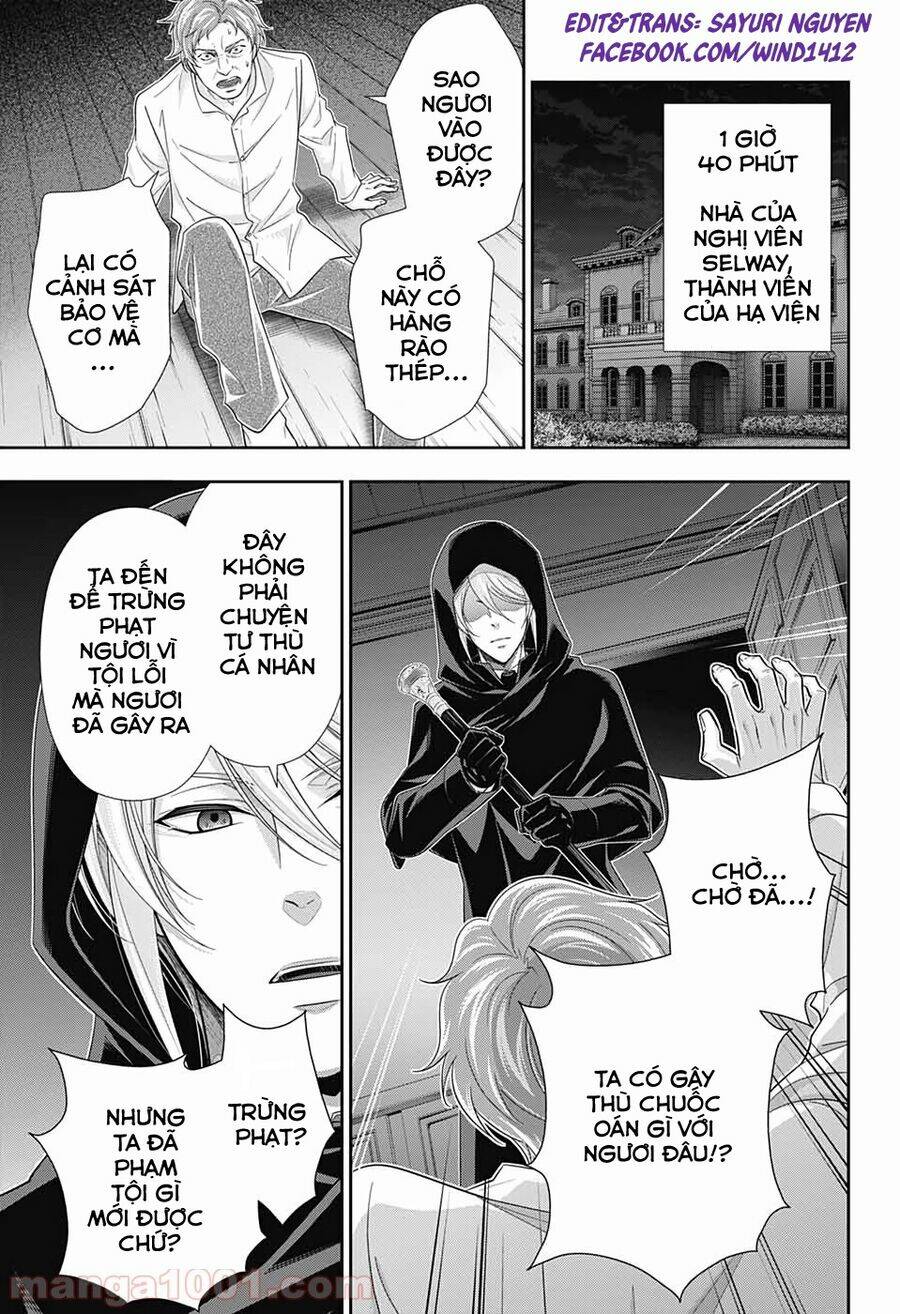 EDIT&TRANS: SAYURI NGUYEN
FACEBOOK.COM/WIND1412
1 GIỜ
40 PHÚT
NHÀ CỦA
NGHỊ VIÊN
SELWAY,
THÀNH VIÊN
CỦA HẠ VIỆN
SAO
NGƯƠI
VÀO
ĐƯỢC
ĐÂY?
CHỖ
NÀY CÓ
HÀNG
RÀO
THÉP...
LẠI CÓ
CẢNH SÁT
BẢO VỆ
CƠ MÀ
...
CHỜ...
CHỜ ĐÃ...!
TA CÓ GÂY
THÙ CHUỐC
OÁN GÌ VỚI
NGƯƠI ĐÂU!?
ĐÂY
KHÔNG
PHẢI
CHUYỆN
TƯ THÙ
CÁ NHÂN
TA ĐẾN
ĐỂ TRỪNG
PHẠT
NGƯƠI VÌ
TỘI LỖI
MÀ NGƯƠI
ĐÃ GÂY RA
TRỪNG
PHẠT?
NHƯNG
TA ĐÃ
PHẠM
TỘI GÌ
MỚI ĐƯỢC
CHỨ?
manga1001.com